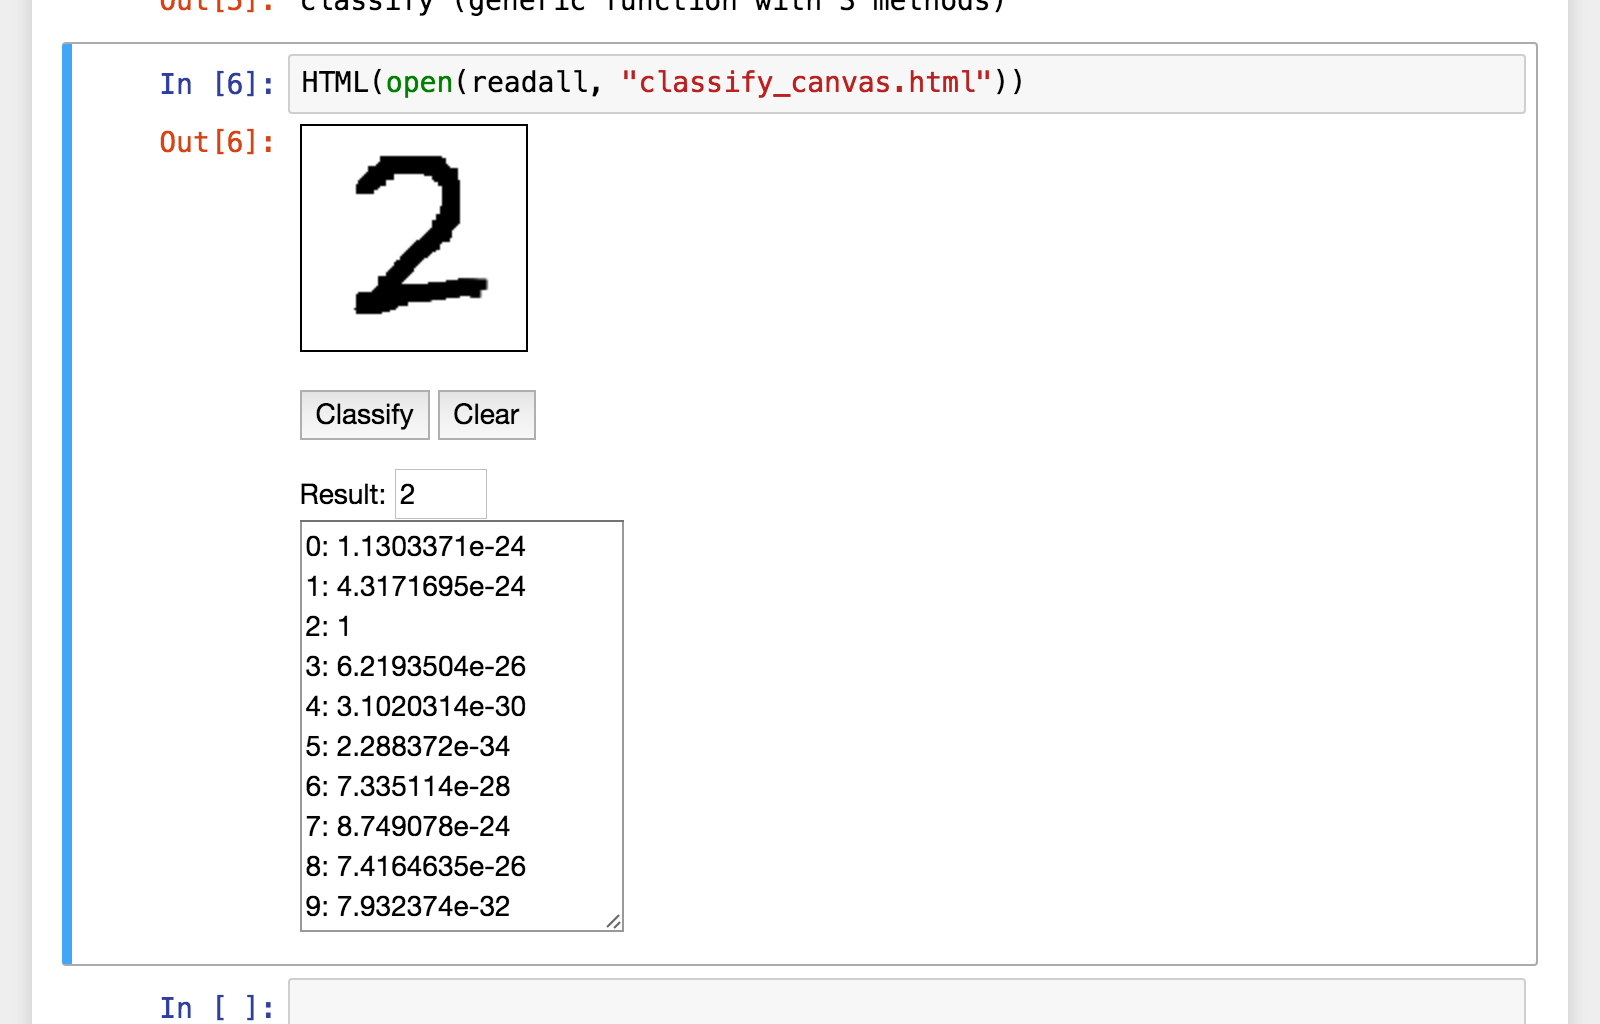 Out[5]: classify (generic function with 3 methods)
In [6]: HTML(open(readall, "classify_canvas.html"))
Out[6]:
2
Classify Clear
Result: 2
0: 1.1303371e-24
1: 4.3171695e-24
2: 1
3: 6.2193504e-26
4: 3.1020314e-30
5: 2.288372e-34
6: 7.335114e-28
7: 8.749078e-24
8: 7.4164635e-26
9: 7.932374e-32
In [ ]: